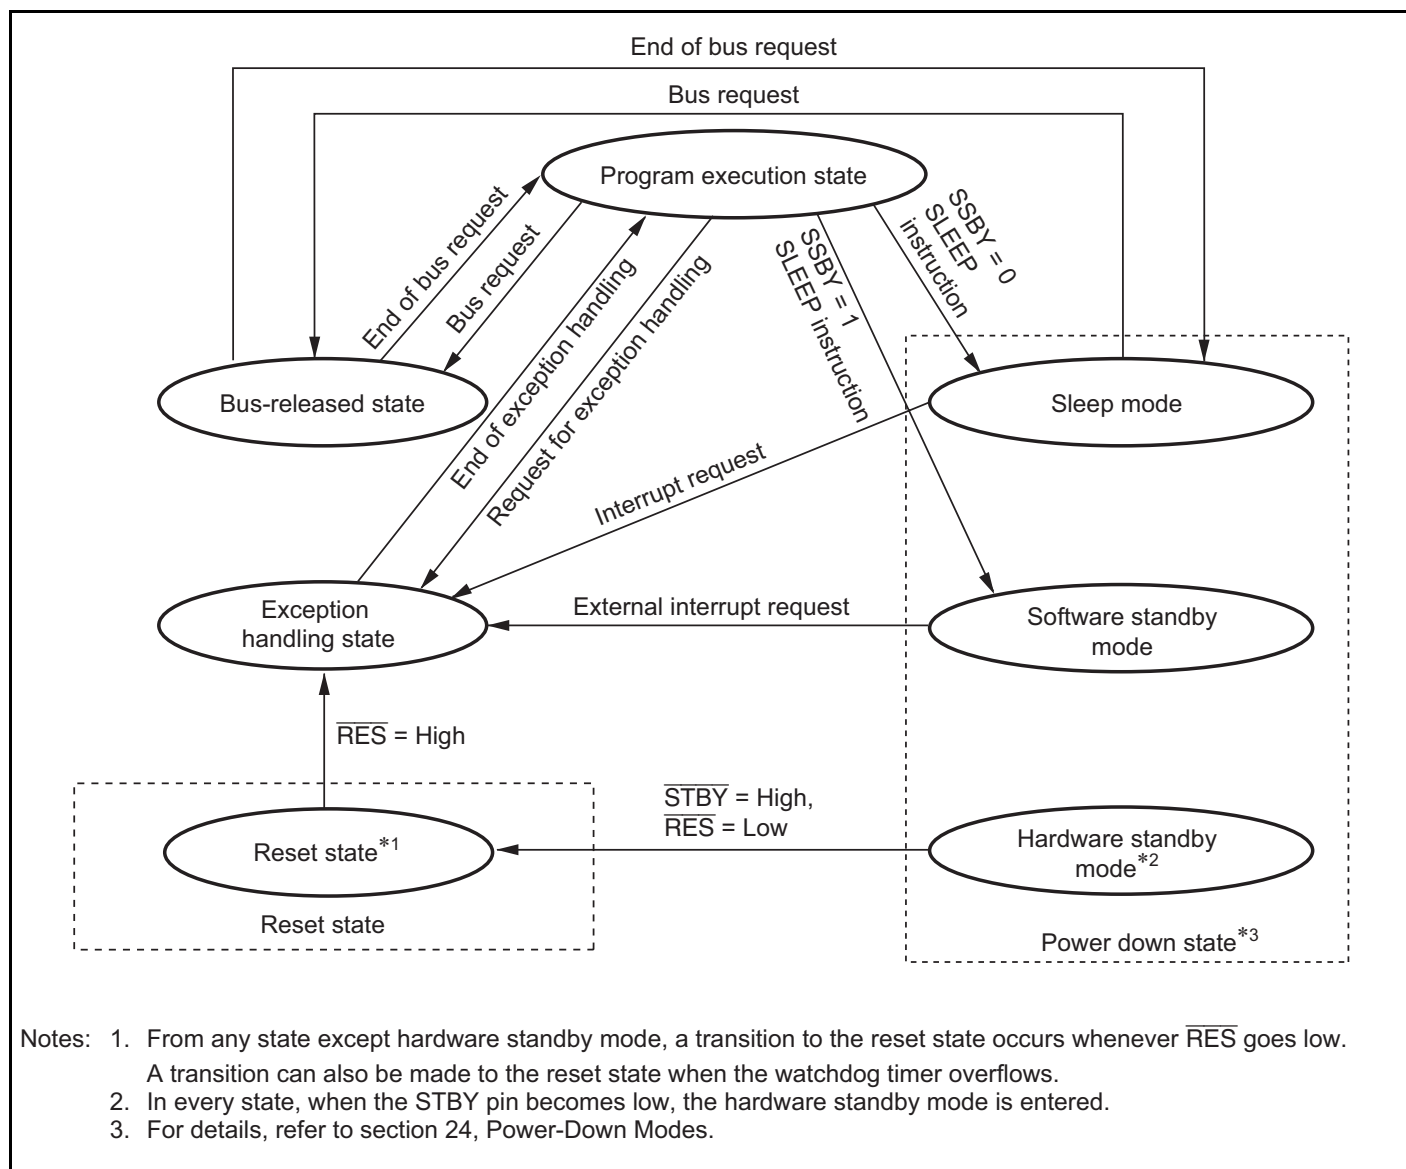 End of bus request
Bus request
Program execution state
End of bus request
Bus request
End of exception handling
Request for exception handling
SSBY = 1
SLEEP instruction
SSBY = 0
SLEEP
instruction
Bus-released state
Sleep mode
Interrupt request
Exception
handling state
External interrupt request
Software standby
mode
R̅E̅S̅ = High
S̅T̅B̅Y̅ = High,
R̅E̅S̅ = Low
Reset state*1
Hardware standby
mode*2
Reset state
Power down state*3
Notes: 1. From any state except hardware standby mode, a transition to the reset state occurs whenever R̅E̅S̅ goes low.
A transition can also be made to the reset state when the watchdog timer overflows.
2. In every state, when the STBY pin becomes low, the hardware standby mode is entered.
3. For details, refer to section 24, Power-Down Modes.